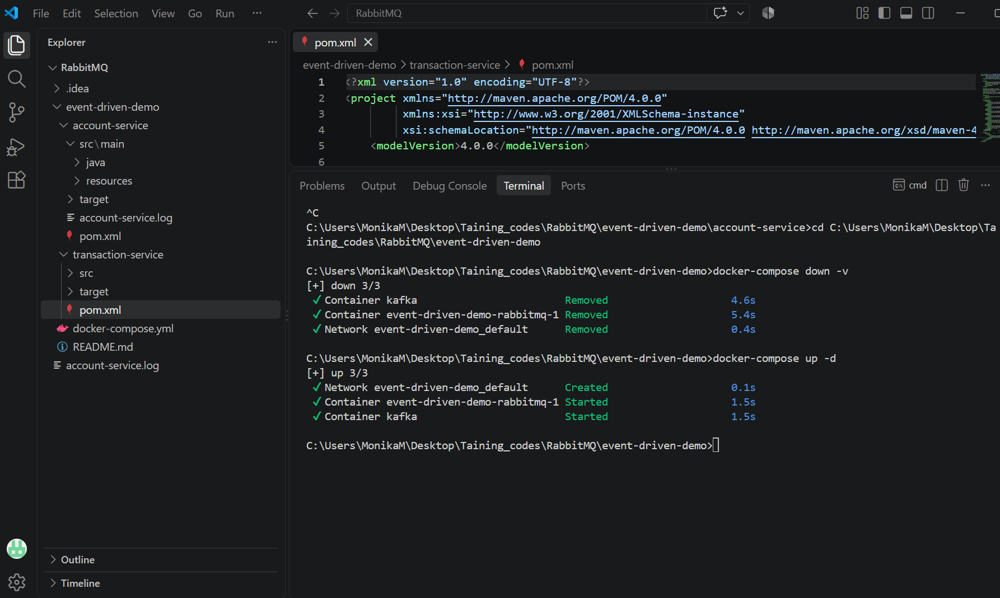 File Edit Selection View Go Run ···
RabbitMQ
Explorer ···
RabbitMQ
.idea
event-driven-demo
account-service
src\main
java
resources
target
account-service.log
pom.xml
transaction-service
src
target
pom.xml
docker-compose.yml
README.md
account-service.log
Outline
Timeline
pom.xml
event-driven-demo > transaction-service > pom.xml
1 <?xml version="1.0" encoding="UTF-8"?>
2 <project xmlns="http://maven.apache.org/POM/4.0.0"
3 xmlns:xsi="http://www.w3.org/2001/XMLSchema-instance"
4 xsi:schemaLocation="http://maven.apache.org/POM/4.0.0 http://maven.apache.org/xsd/maven-4
5 <modelVersion>4.0.0</modelVersion>
6
Problems Output Debug Console Terminal Ports cmd ···
^C
C:\Users\MonikaM\Desktop\Taining_codes\RabbitMQ\event-driven-demo\account-service>cd C:\Users\MonikaM\Desktop\Ta
ining_codes\RabbitMQ\event-driven-demo
C:\Users\MonikaM\Desktop\Taining_codes\RabbitMQ\event-driven-demo>docker-compose down -v
[+] down 3/3
✓ Container kafka Removed 4.6s
✓ Container event-driven-demo-rabbitmq-1 Removed 5.4s
✓ Network event-driven-demo_default Removed 0.4s
C:\Users\MonikaM\Desktop\Taining_codes\RabbitMQ\event-driven-demo>docker-compose up -d
[+] up 3/3
✓ Network event-driven-demo_default Created 0.1s
✓ Container event-driven-demo-rabbitmq-1 Started 1.5s
✓ Container kafka Started 1.5s
C:\Users\MonikaM\Desktop\Taining_codes\RabbitMQ\event-driven-demo>